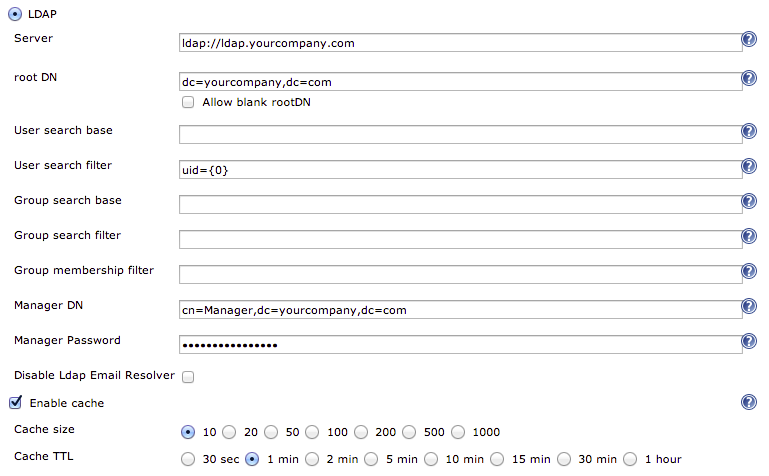 LDAP
Server ldap://ldap.yourcompany.com ?
root DN dc=yourcompany,dc=com ?
Allow blank rootDN
User search base ?
User search filter uid={0} ?
Group search base ?
Group search filter ?
Group membership filter ?
Manager DN cn=Manager,dc=yourcompany,dc=com ?
Manager Password •••••••••••••••• ?
Disable Ldap Email Resolver
Enable cache ?
Cache size 10 20 50 100 200 500 1000
Cache TTL 30 sec 1 min 2 min 5 min 10 min 15 min 30 min 1 hour